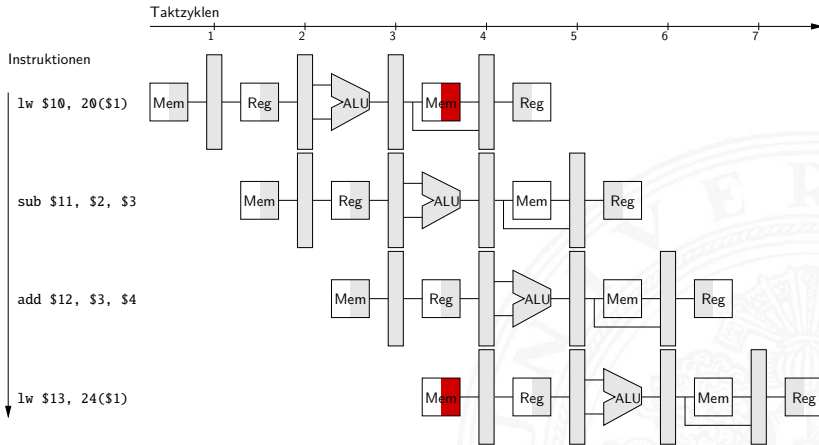 Taktzyklen
1 2 3 4 5 6 7
Instruktionen
lw $10, 20($1) Mem Reg ALU Mem Reg
sub $11, $2, $3 Mem Reg ALU Mem Reg
add $12, $3, $4 Mem Reg ALU Mem Reg
lw $13, 24($1) Mem Reg ALU Mem Reg
UNIVER